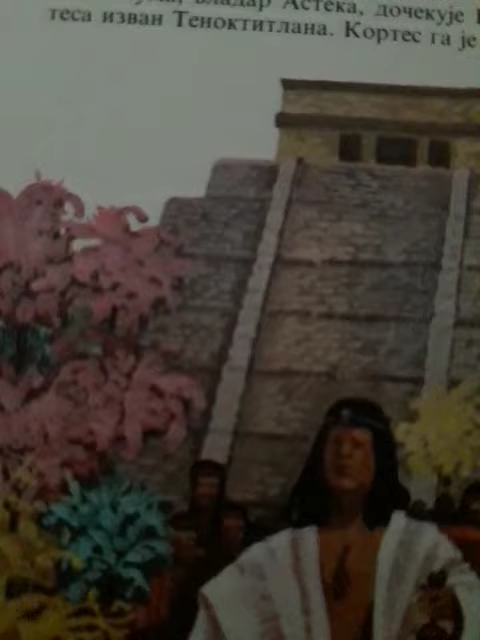 владар Астека, дочекује
теса изван Теноктитлана. Кортес га је